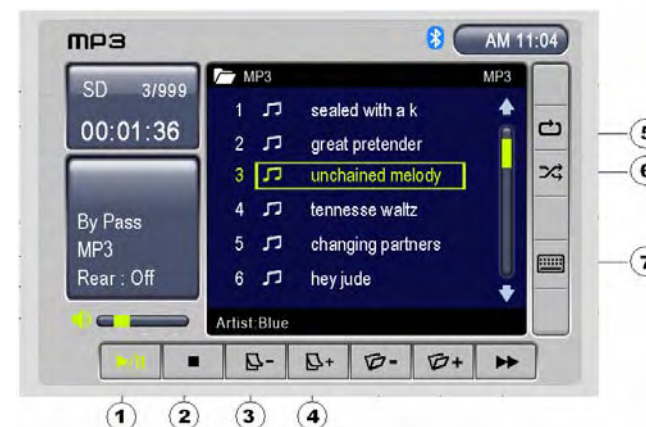 MP3
AM 11:04
SD 3/999
00:01:36
By Pass
MP3
Rear : Off
MP3 MP3
1 sealed with a k
2 great pretender
3 unchained melody
4 tennesse waltz
5 changing partners
6 hey jude
Artist:Blue
- + - +
5
6
7
1 2 3 4